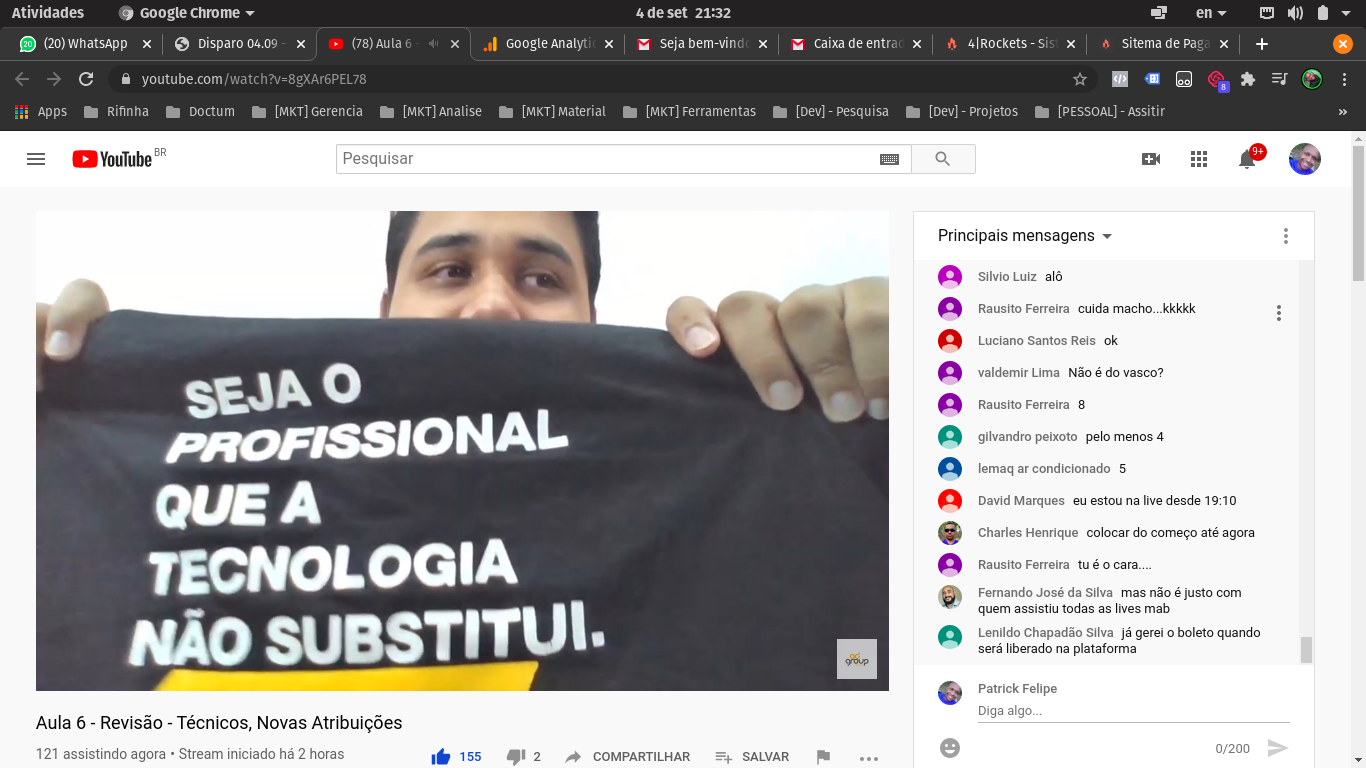 Atividades
Google Chrome
4 de set 21:32
en
(20) WhatsApp
Disparo 04.09 -
(78) Aula 6 -
Google Analytic
Seja bem-vindo
Caixa de entrad
4|Rockets - Sis
Sitema de Paga
youtube.com/watch?v=8gXAr6PEL78
8
Apps
Rifinha
Doctum
[MKT] Gerencia
[MKT] Analise
[MKT] Material
[MKT] Ferramentas
[Dev] - Pesquisa
[Dev] - Projetos
[PESSOAL] - Assitir
»
YouTube BR
Pesquisar
9+
SEJA O
PROFISSIONAL
QUE A
TECNOLOGIA
NÃO SUBSTITUI.
group
Principais mensagens
Silvio Luiz alô
Rausito Ferreira cuida macho...kkkkk
Luciano Santos Reis ok
valdemir Lima Não é do vasco?
Rausito Ferreira 8
gilvandro peixoto pelo menos 4
lemaq ar condicionado 5
David Marques eu estou na live desde 19:10
Charles Henrique colocar do começo até agora
Rausito Ferreira tu é o cara....
Fernando José da Silva mas não é justo com
quem assistiu todas as lives mab
Lenildo Chapadão Silva já gerei o boleto quando
será liberado na plataforma
Patrick Felipe
Diga algo...
0/200
Aula 6 - Revisão - Técnicos, Novas Atribuições
121 assistindo agora • Stream iniciado há 2 horas
155
2
COMPARTILHAR
SALVAR